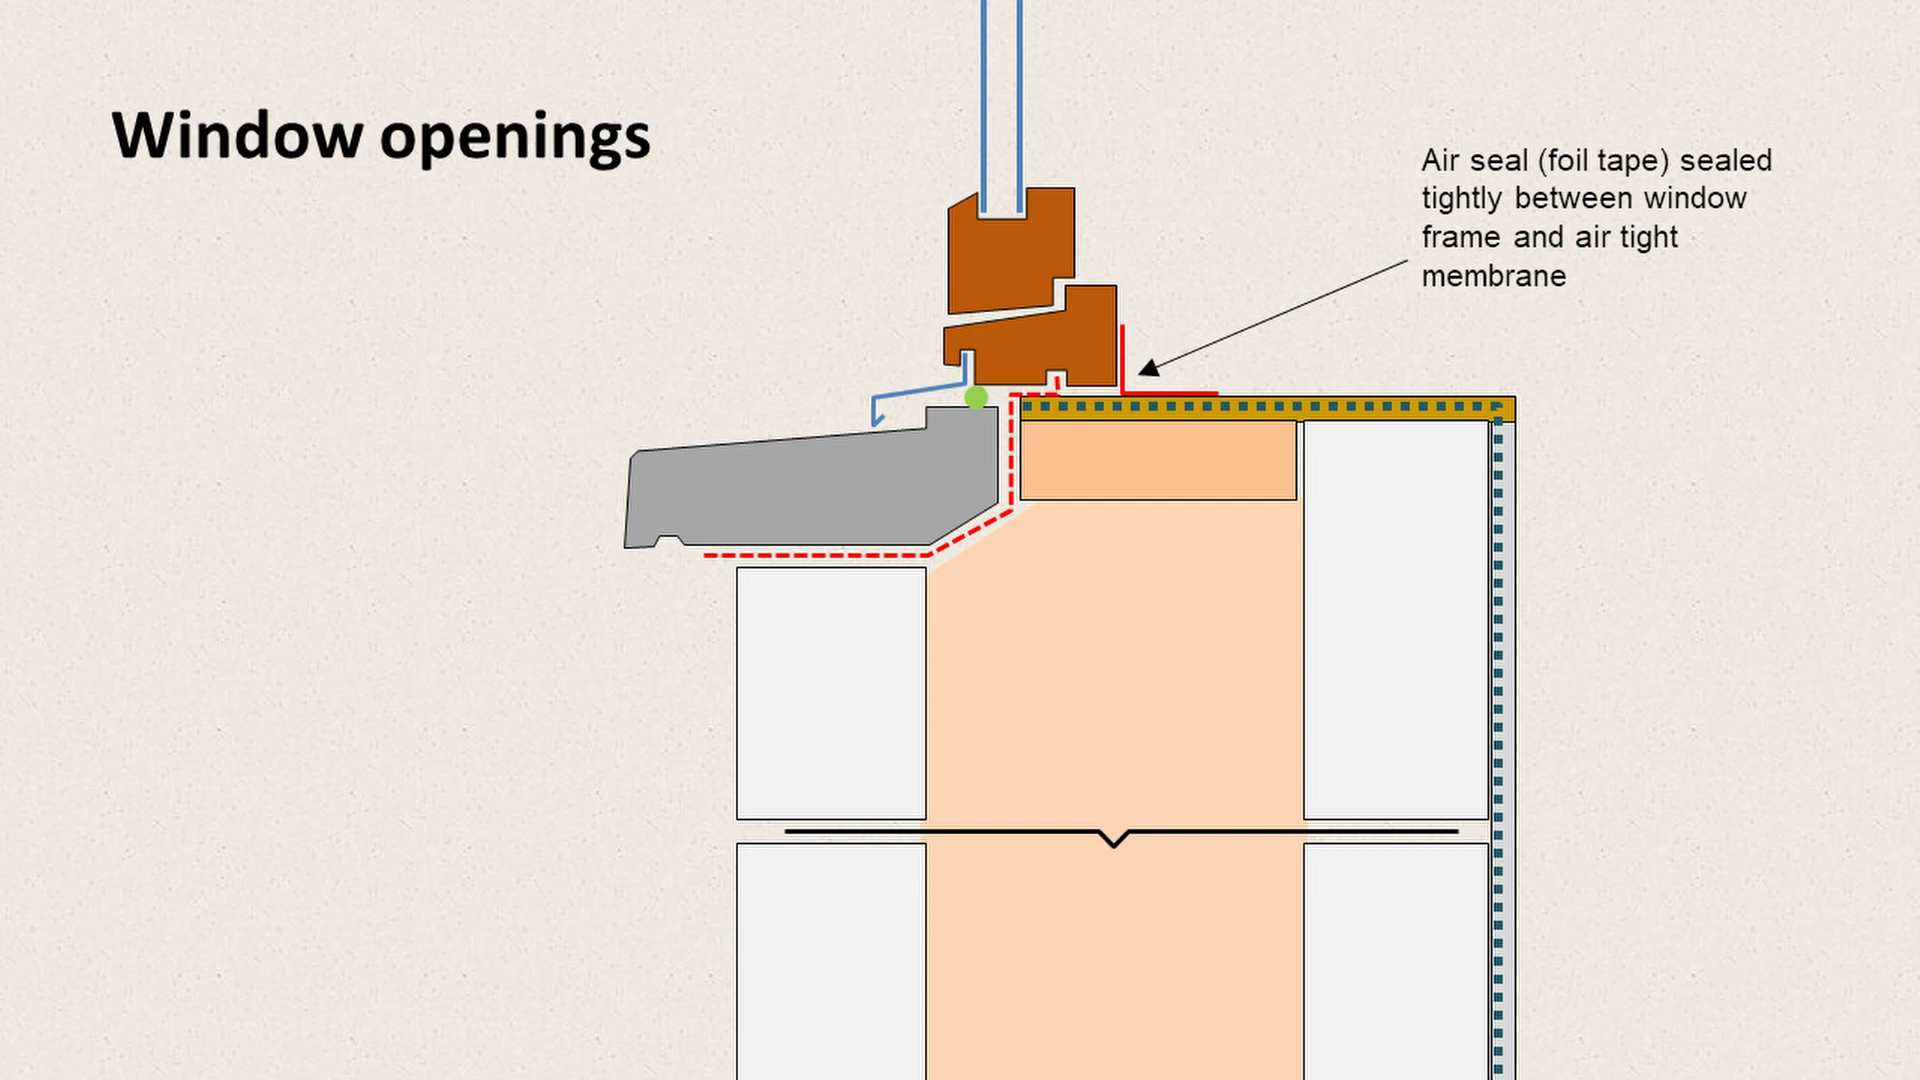 Window openings
Air seal (foil tape) sealed
tightly between window
frame and air tight
membrane